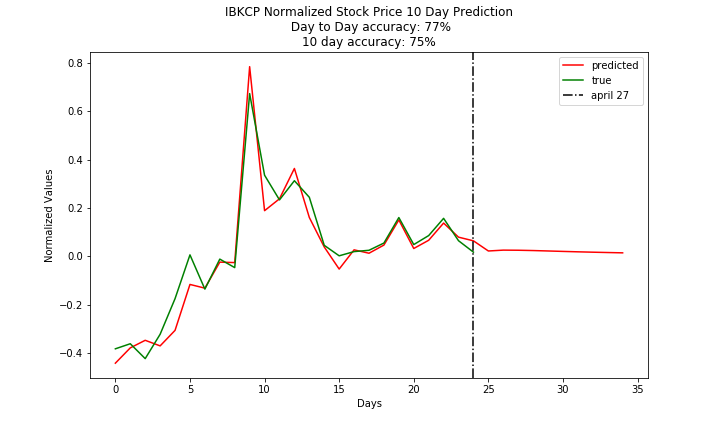 IBKCP Normalized Stock Price 10 Day Prediction
Day to Day accuracy: 77%
10 day accuracy: 75%
predicted
true
april 27
Normalized Values
0.8
0.6
0.4
0.2
0.0
−0.2
−0.4
0 5 10 15 20 25 30 35
Days